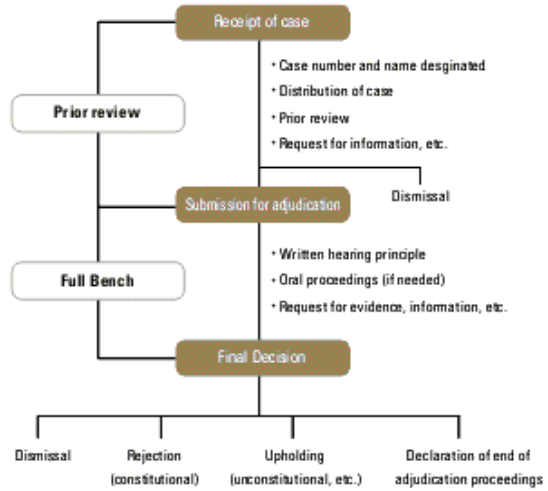 Receipt of case
• Case number and name desginated
• Distribution of case
Prior review
• Prior review
• Request for information, etc.
Dismissal
Submission for adjudication
• Written hearing principle
Full Bench
• Oral proceedings (if needed)
• Request for evidence, information, etc.
Final Decision
Dismissal
Rejection
(constitutional)
Upholding
(unconstitutional, etc.)
Declaration of end of
adjudication proceedings